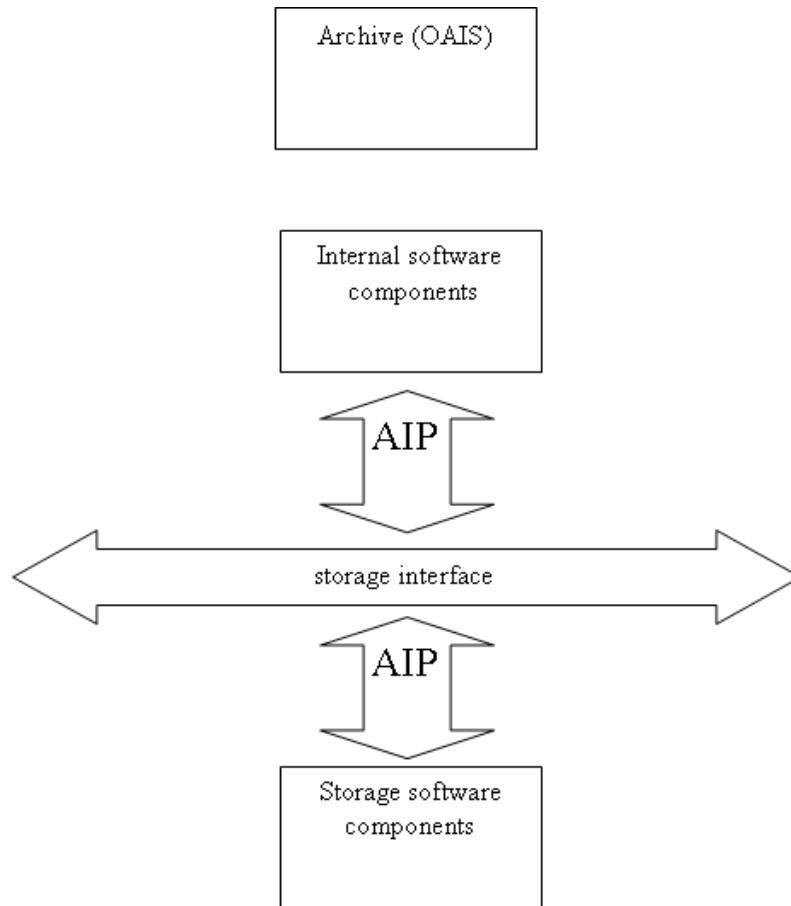 Archive (OAIS)
Internal software
components
AIP
storage interface
AIP
Storage software
components